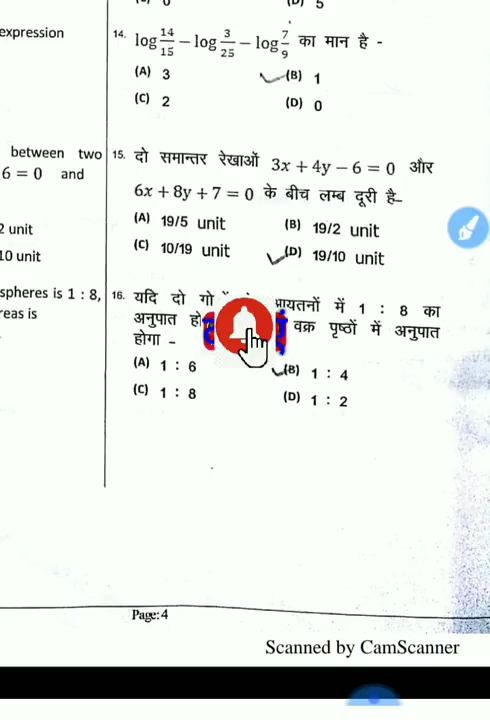 (D) 5
expression
14. log 14/15 − log 3/25 − log 7/9 का मान है -
(A) 3
(B) 1
(C) 2
(D) 0
between two
6 = 0 and
2 unit
10 unit
15. दो समान्तर रेखाओं 3x + 4y − 6 = 0 और
6x + 8y + 7 = 0 के बीच लम्ब दूरी है-
(A) 19/5 unit
(B) 19/2 unit
(C) 10/19 unit
(D) 19/10 unit
spheres is 1 : 8,
reas is
16. यदि दो में 1 : 8 का
अनुपात वक्र पृष्ठों में अनुपात
होगा -
(A) 1 : 6
(B) 1 : 4
(C) 1 : 8
(D) 1 : 2
Page: 4
Scanned by CamScanner